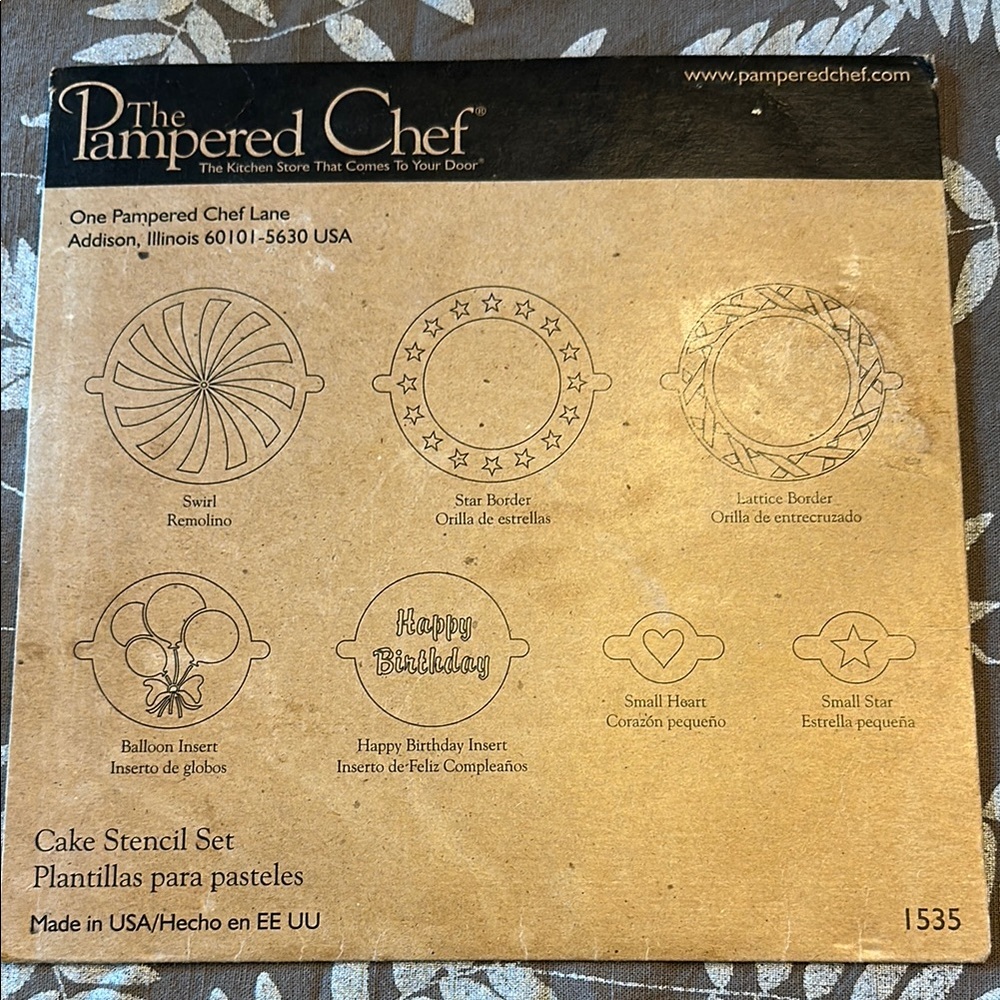 www.pamperedchef.com
The
Pampered Chef®
The Kitchen Store That Comes To Your Door®
One Pampered Chef Lane
Addison, Illinois 60101-5630 USA
Swirl
Remolino
Star Border
Orilla de estrellas
Lattice Border
Orilla de entrecruzado
Happy
Birthday
Balloon Insert
Inserto de globos
Happy Birthday Insert
Inserto de Feliz Compleaños
Small Heart
Corazón pequeño
Small Star
Estrella pequeña
Cake Stencil Set
Plantillas para pasteles
Made in USA/Hecho en EE UU
1535